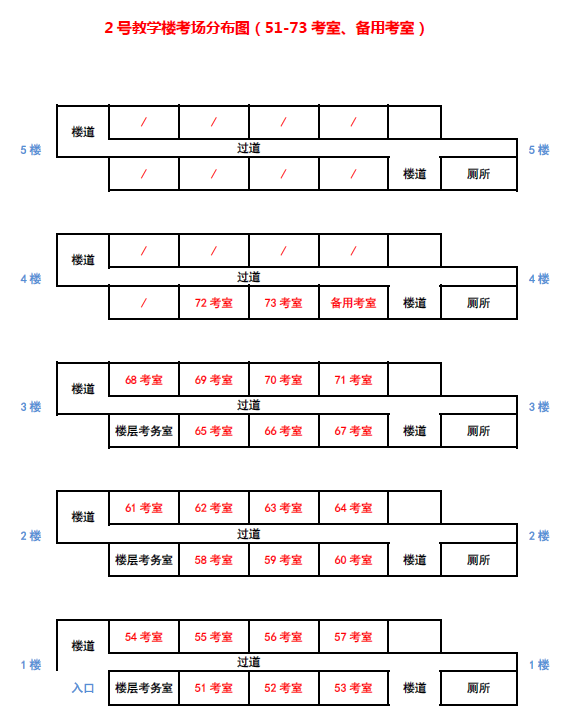 2号教学楼考场分布图（51-73考室、备用考室）
楼道 / / / /
5楼 过道 5楼
/ / / / 楼道 厕所
楼道 / / / /
4楼 过道 4楼
/ 72考室 73考室 备用考室 楼道 厕所
楼道 68考室 69考室 70考室 71考室
3楼 过道 3楼
楼层考务室 65考室 66考室 67考室 楼道 厕所
楼道 61考室 62考室 63考室 64考室
2楼 过道 2楼
楼层考务室 58考室 59考室 60考室 楼道 厕所
楼道 54考室 55考室 56考室 57考室
1楼 过道 1楼
入口 楼层考务室 51考室 52考室 53考室 楼道 厕所